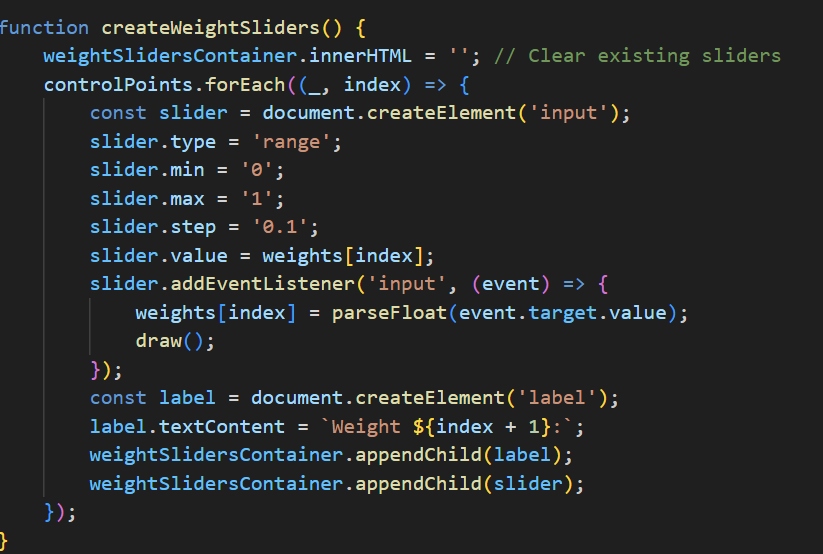 function createWeightSliders() {
    weightSlidersContainer.innerHTML = ''; // Clear existing sliders
    controlPoints.forEach((_, index) => {
        const slider = document.createElement('input');
        slider.type = 'range';
        slider.min = '0';
        slider.max = '1';
        slider.step = '0.1';
        slider.value = weights[index];
        slider.addEventListener('input', (event) => {
            weights[index] = parseFloat(event.target.value);
            draw();
        });
        const label = document.createElement('label');
        label.textContent = `Weight ${index + 1}:`;
        weightSlidersContainer.appendChild(label);
        weightSlidersContainer.appendChild(slider);
    });
}